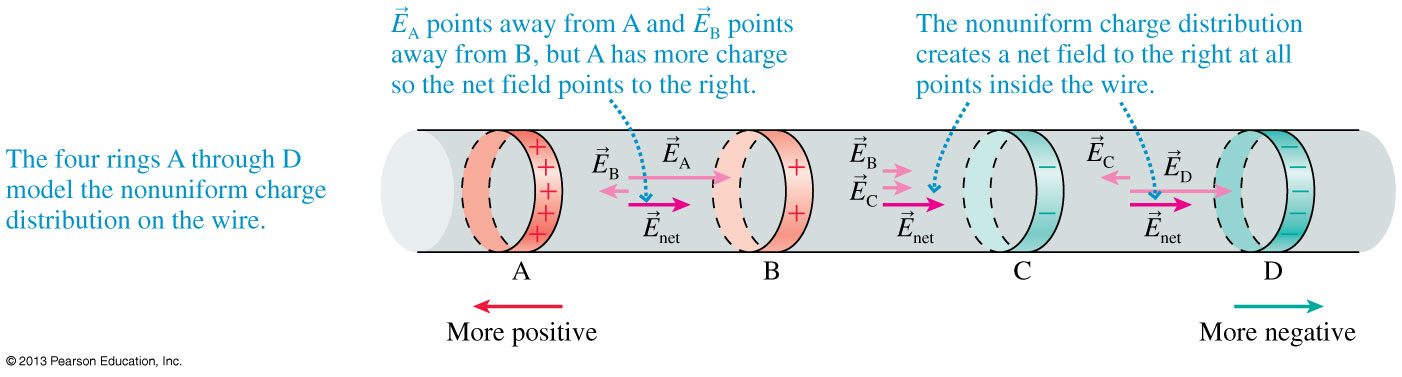 E⃗A points away from A and E⃗B points
away from B, but A has more charge
so the net field points to the right.
The nonuniform charge distribution
creates a net field to the right at all
points inside the wire.
The four rings A through D
model the nonuniform charge
distribution on the wire.
+
+
+
+
+
E⃗B
E⃗A
E⃗net
+
+
E⃗B
E⃗C
E⃗net
−
−
E⃗C
E⃗D
E⃗net
−
−
−
−
−
A
B
C
D
More positive
More negative
© 2013 Pearson Education, Inc.